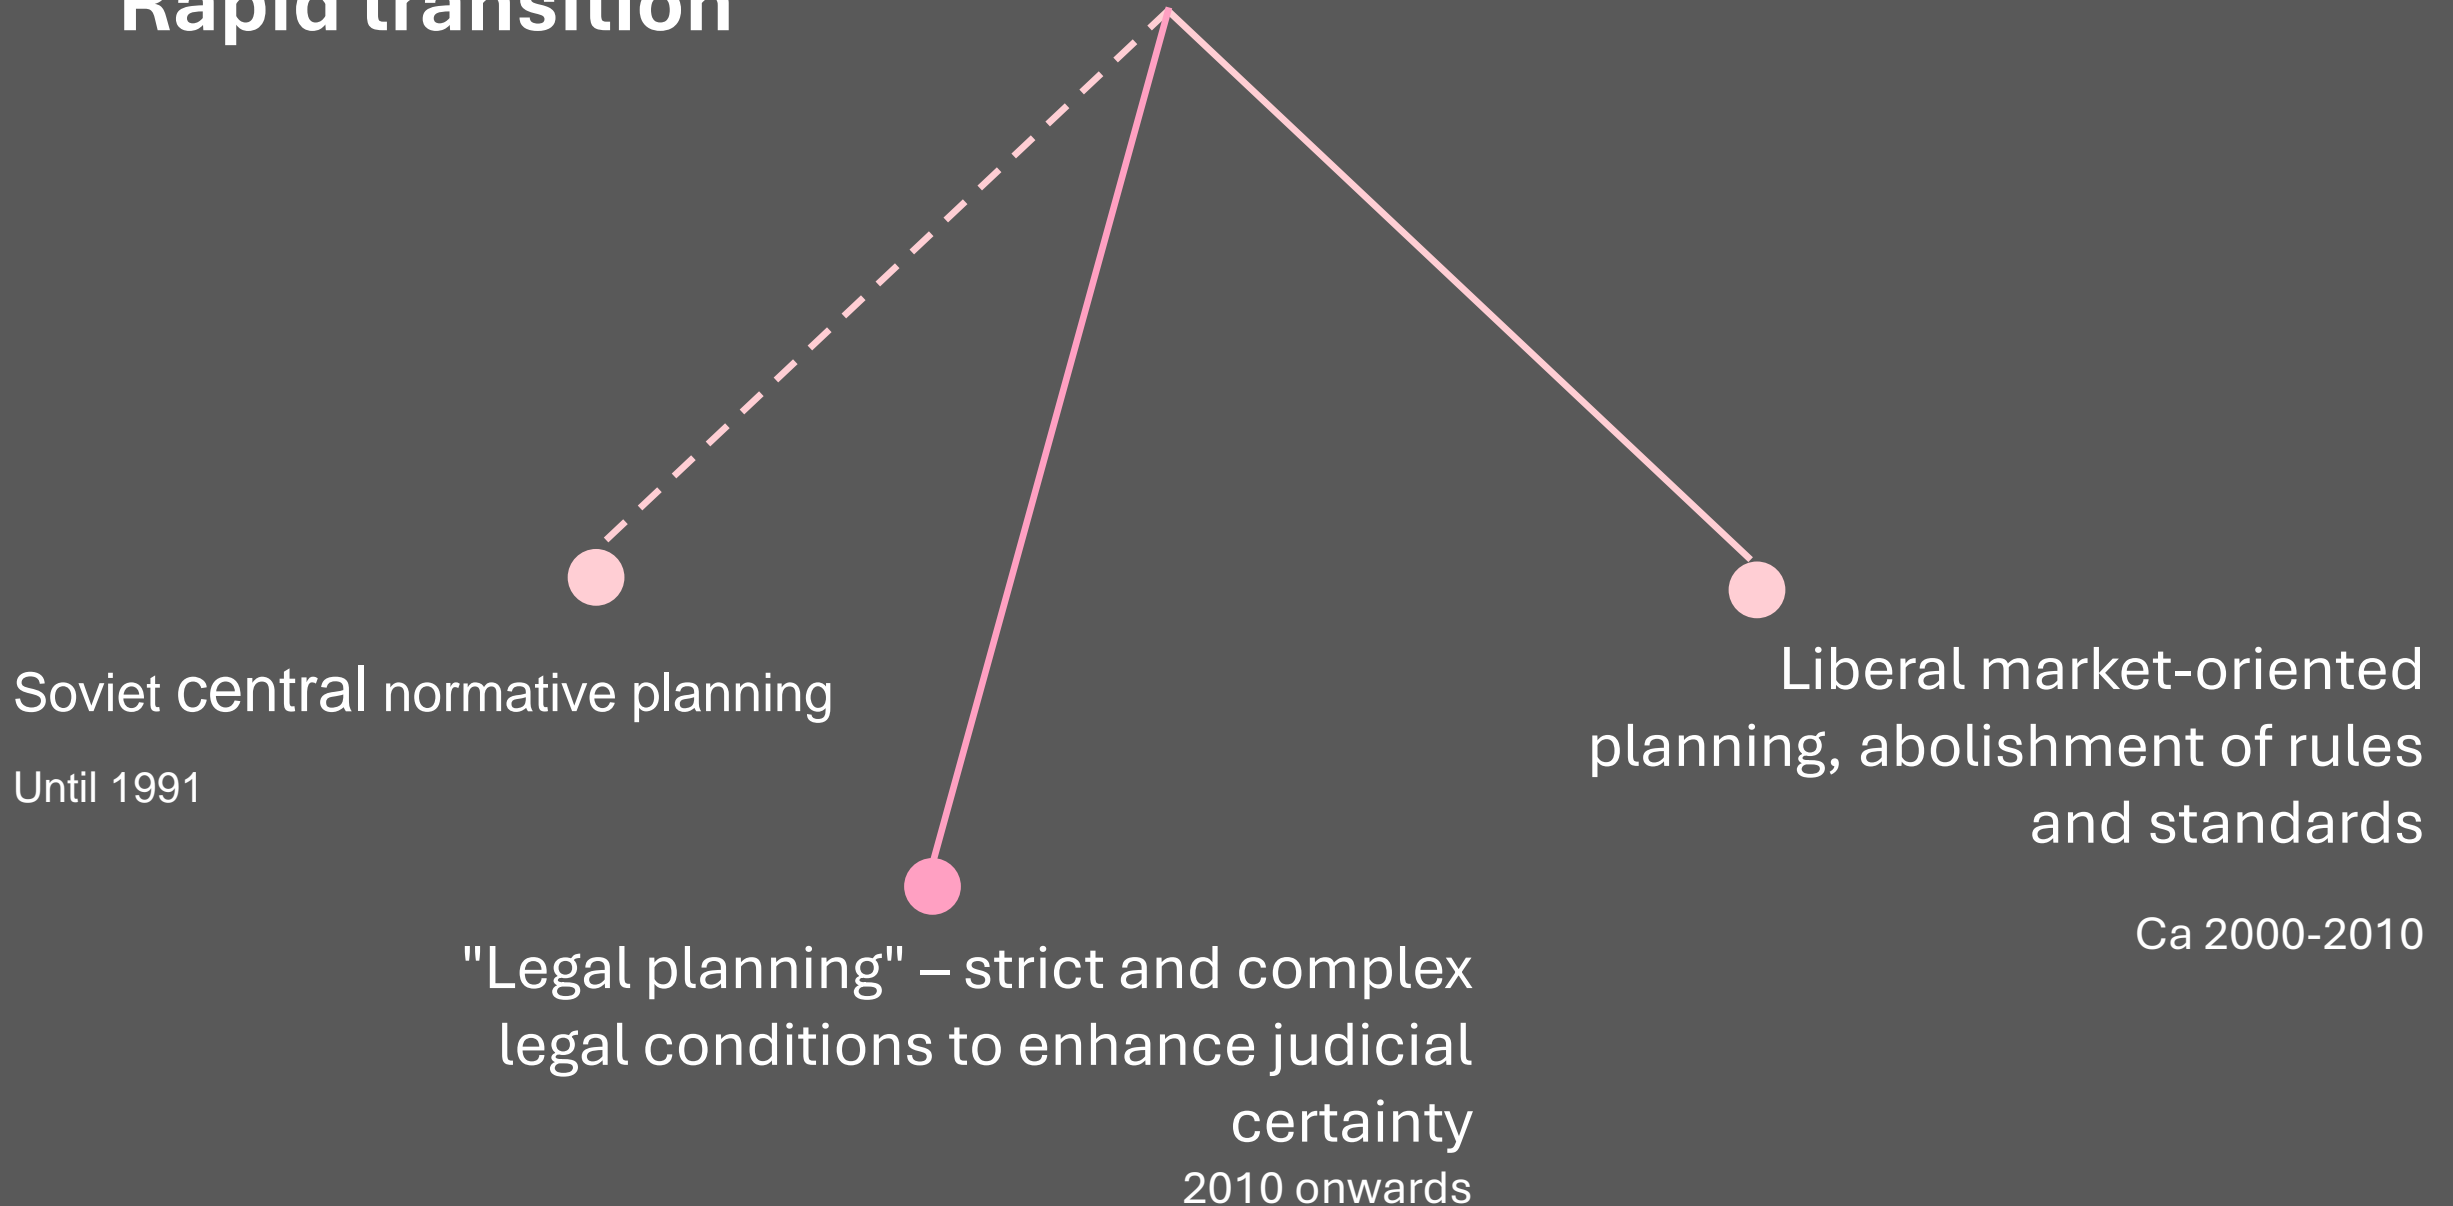 Rapid transition
Soviet central normative planning
Until 1991
Liberal market-oriented
planning, abolishment of rules
and standards
Ca 2000-2010
"Legal planning" – strict and complex
legal conditions to enhance judicial
certainty
2010 onwards